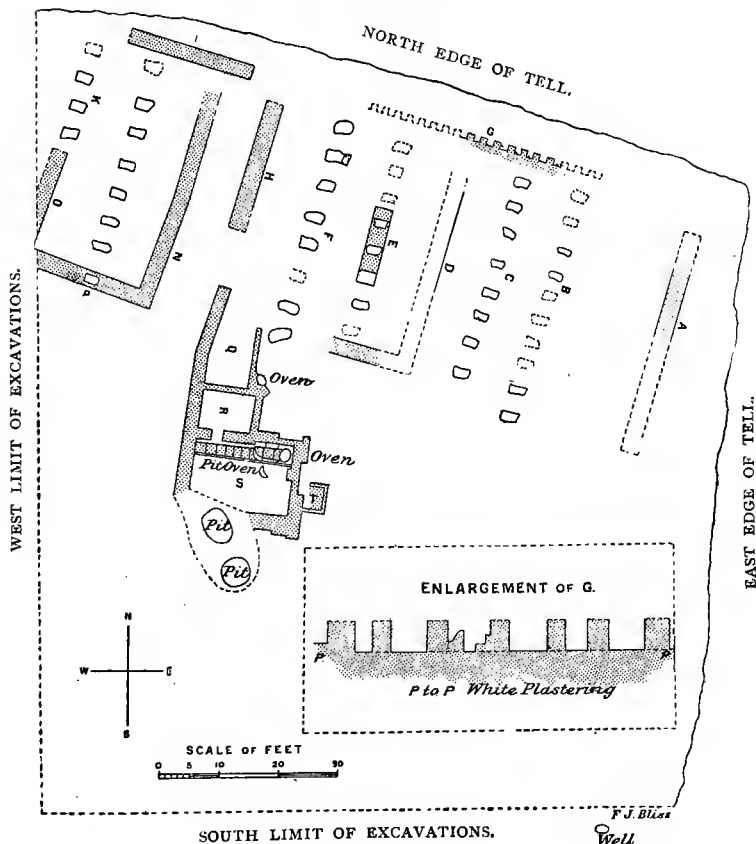 NORTH EDGE OF TELL.
I
K
G
H
O
N
F
E
D
C
B
A
P
WEST LIMIT OF EXCAVATIONS.
EAST EDGE OF TELL.
Q
Oven
R
Oven
Pit Oven
S
T
Pit
Pit
ENLARGEMENT OF G.
P
P
P to P White Plastering
N
W
S
SCALE OF FEET
0 5 10 20 30
F J. Bliss
Well
SOUTH LIMIT OF EXCAVATIONS.